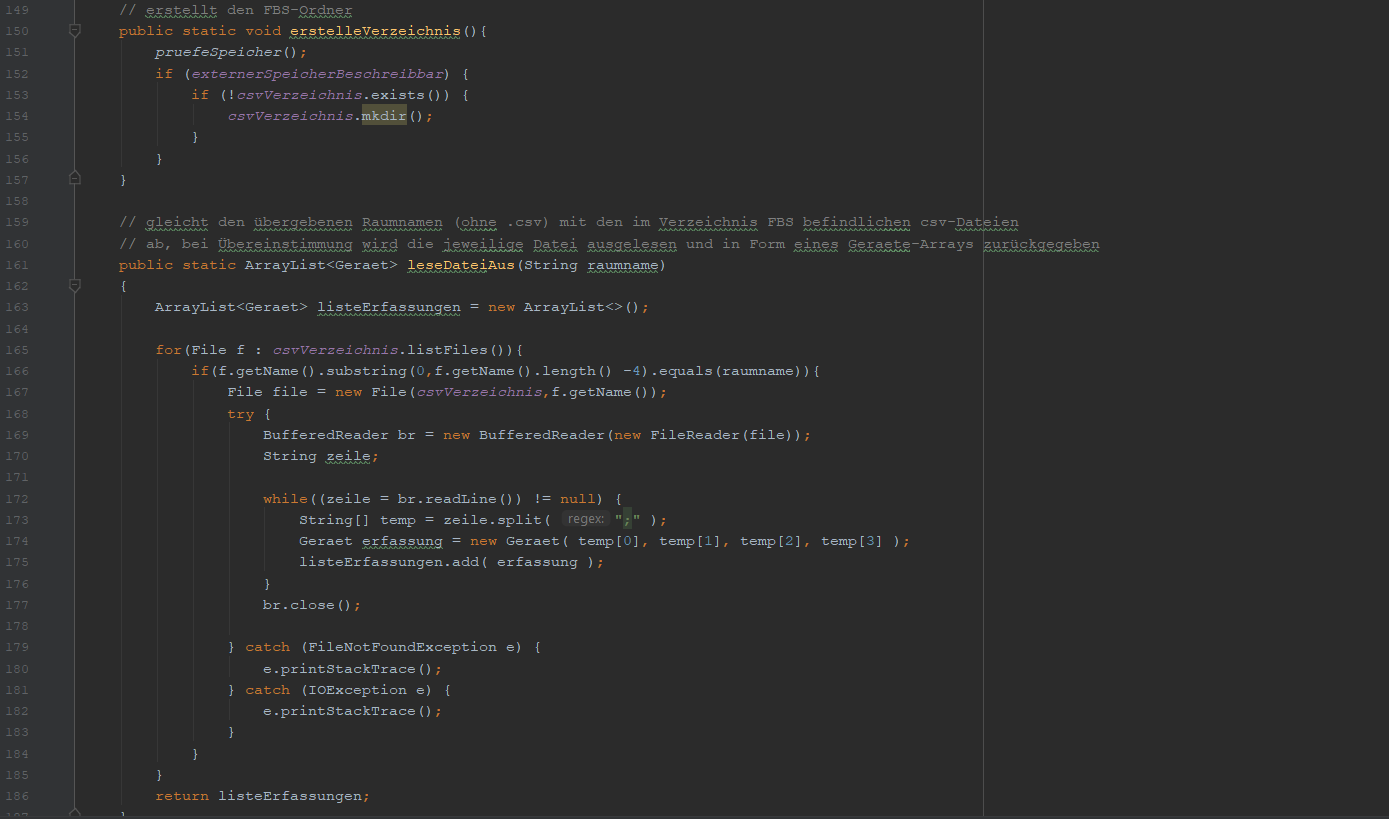 149 // erstellt den FBS-Ordner
150 public static void erstelleVerzeichnis(){
151 pruefeSpeicher();
152 if (externerSpeicherBeschreibbar) {
153 if (!csvVerzeichnis.exists()) {
154 csvVerzeichnis.mkdir();
155 }
156 }
157 }
158
159 // gleicht den übergebenen Raumnamen (ohne .csv) mit den im Verzeichnis FBS befindlichen csv-Dateien
160 // ab, bei Übereinstimmung wird die jeweilige Datei ausgelesen und in Form eines Geraete-Arrays zurückgegeben
161 public static ArrayList<Geraet> leseDateiAus(String raumname)
162 {
163 ArrayList<Geraet> listeErfassungen = new ArrayList<>();
164
165 for(File f : csvVerzeichnis.listFiles()){
166 if(f.getName().substring(0,f.getName().length() -4).equals(raumname)){
167 File file = new File(csvVerzeichnis,f.getName());
168 try {
169 BufferedReader br = new BufferedReader(new FileReader(file));
170 String zeile;
171
172 while((zeile = br.readLine()) != null) {
173 String[] temp = zeile.split( regex: ";" );
174 Geraet erfassung = new Geraet( temp[0], temp[1], temp[2], temp[3] );
175 listeErfassungen.add( erfassung );
176 }
177 br.close();
178
179 } catch (FileNotFoundException e) {
180 e.printStackTrace();
181 } catch (IOException e) {
182 e.printStackTrace();
183 }
184 }
185 }
186 return listeErfassungen;